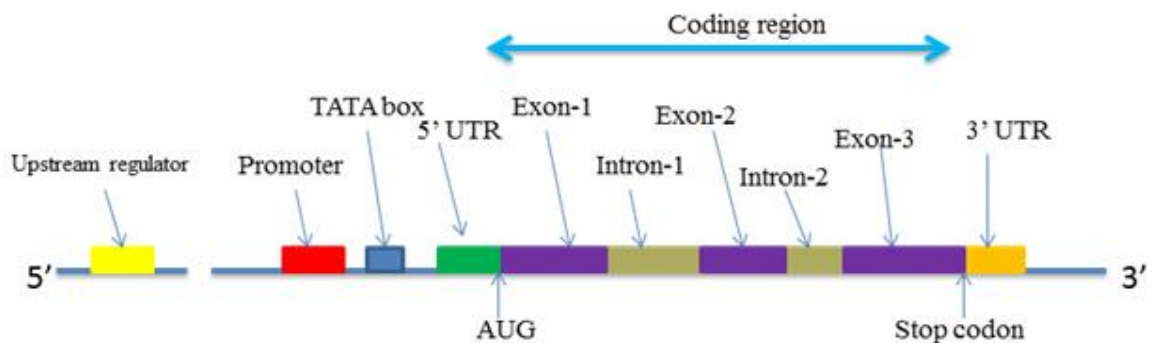 Coding region
TATA box
5’ UTR
Exon-1
Exon-2
Exon-3
3’ UTR
Upstream regulator
Promoter
Intron-1
Intron-2
5’
3’
AUG
Stop codon